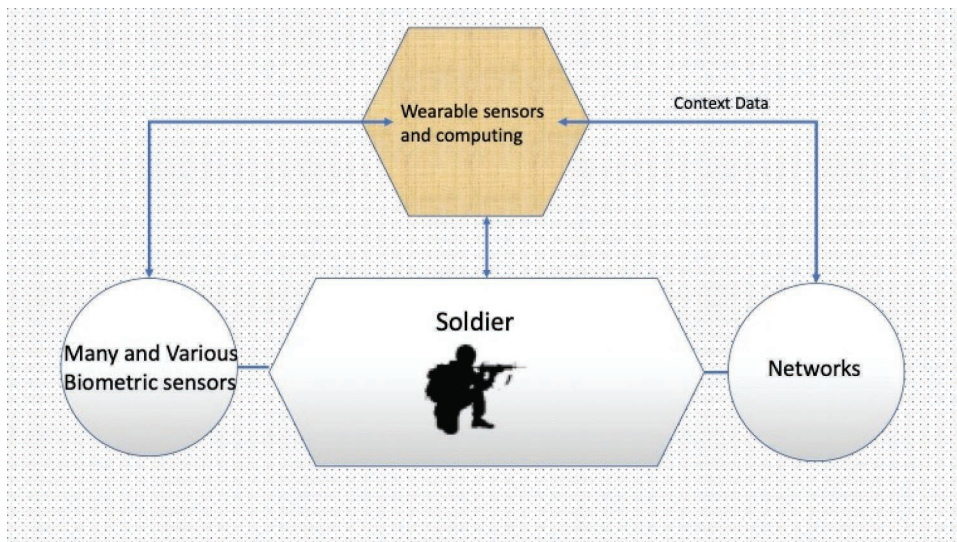 Wearable sensors
and computing
Context Data
Soldier
Many and Various
Biometric sensors
Networks